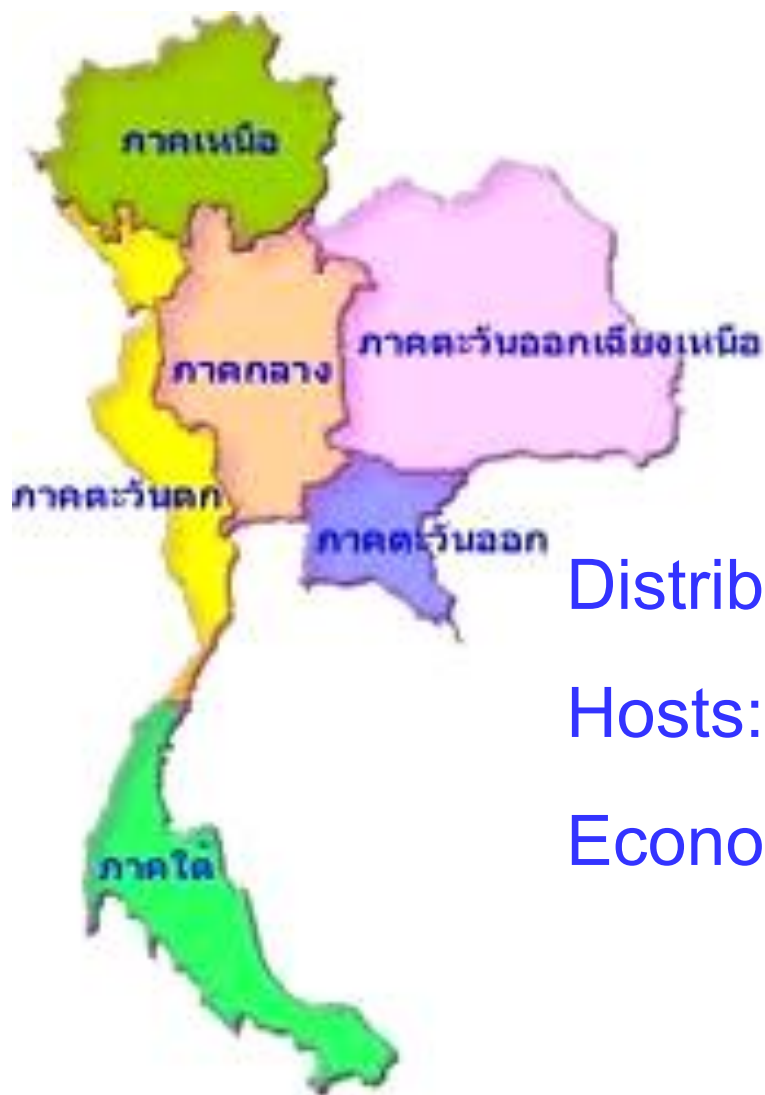 ภาคเหนือ
ภาคตะวันออกเฉียงเหนือ
ภาคกลาง
ภาคตะวันตก
ภาคตะวันออก
Distrib
Hosts:
Econo
ภาคใต้